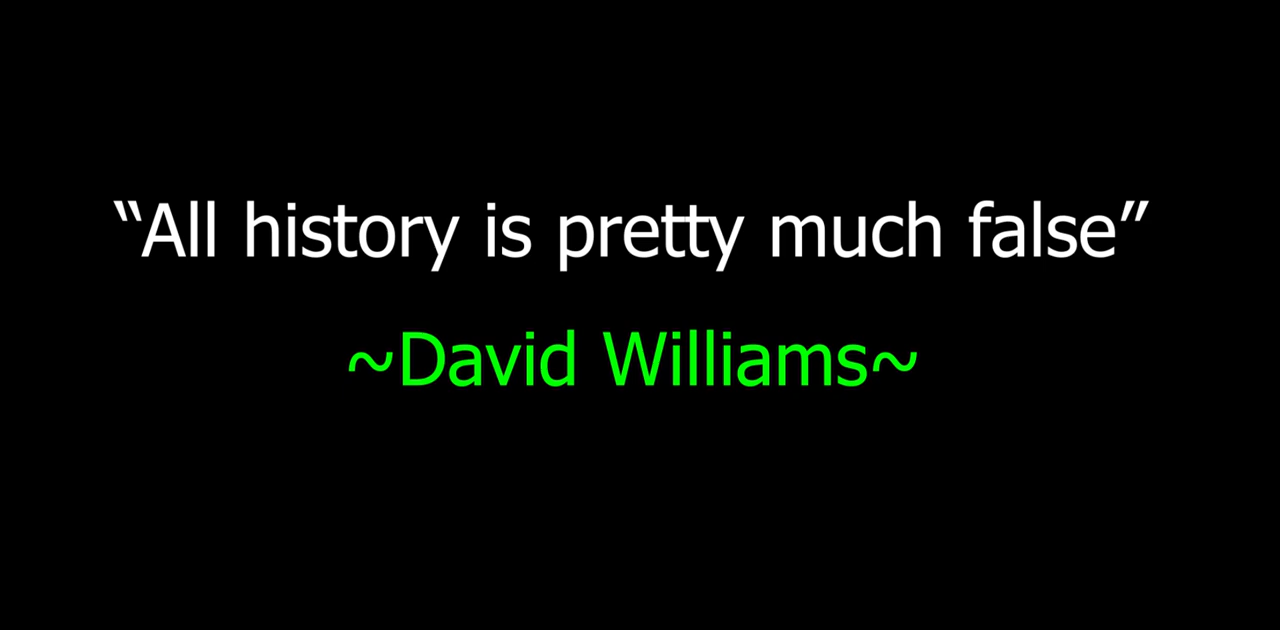 “All history is pretty much false”
~David Williams~